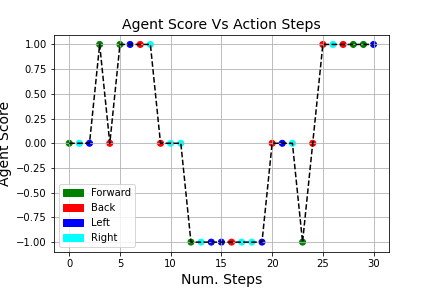 Agent Score Vs Action Steps
1.00
0.75
0.50
0.25
0.00
−0.25
−0.50
−0.75
−1.00
Agent Score
Forward
Back
Left
Right
0 5 10 15 20 25 30
Num. Steps